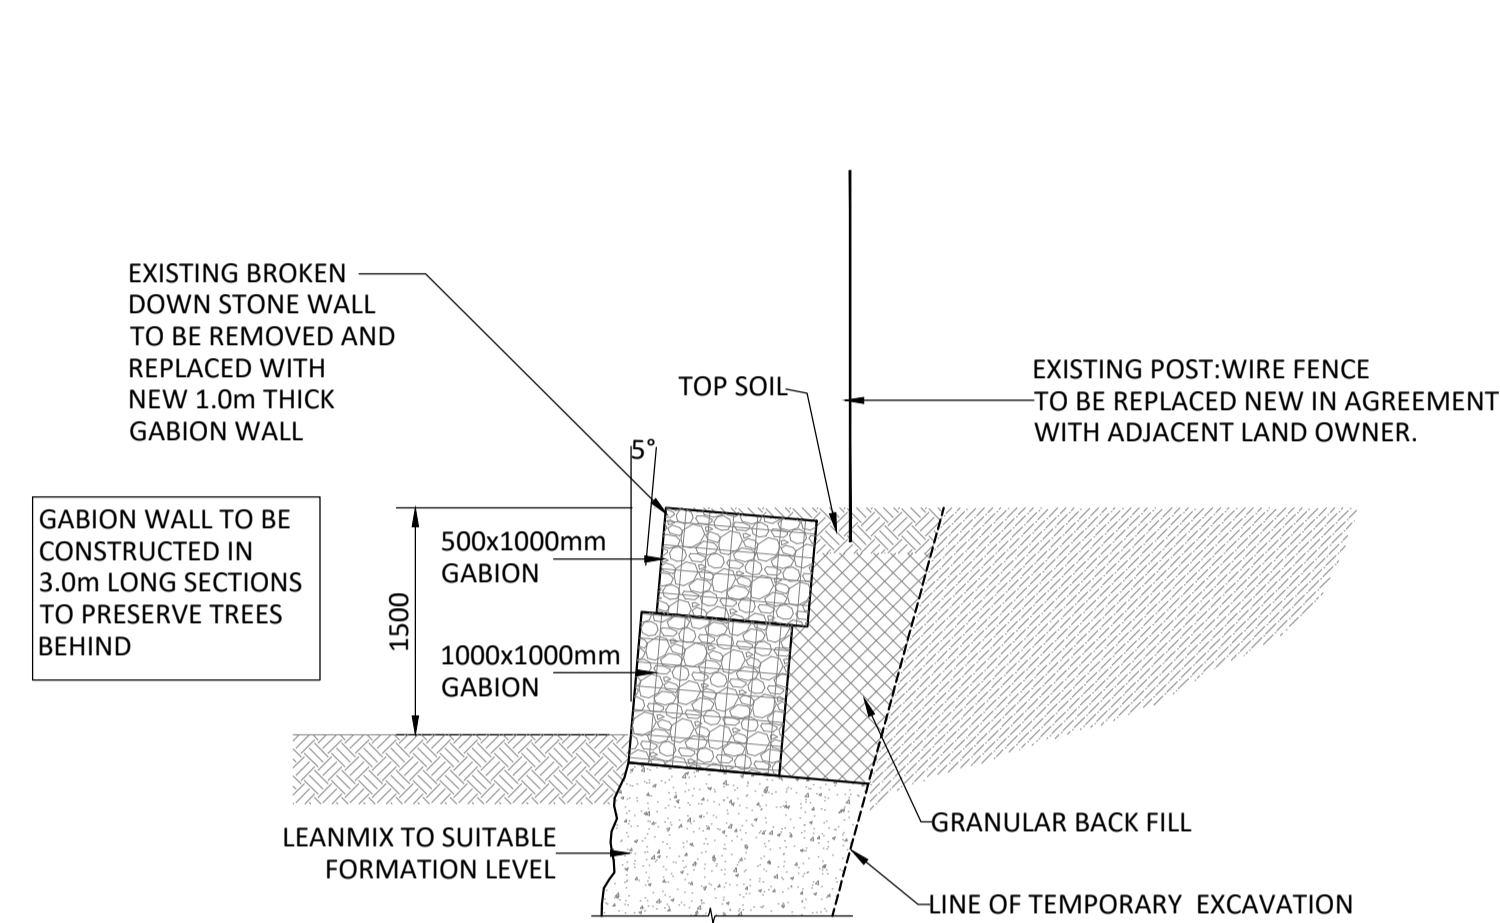 EXISTING BROKEN
DOWN STONE WALL
TO BE REMOVED AND
REPLACED WITH
NEW 1.0m THICK
GABION WALL
TOP SOIL
EXISTING POST:WIRE FENCE
TO BE REPLACED NEW IN AGREEMENT
WITH ADJACENT LAND OWNER.
5°
GABION WALL TO BE
CONSTRUCTED IN
3.0m LONG SECTIONS
TO PRESERVE TREES
BEHIND
1500
500x1000mm
GABION
1000x1000mm
GABION
LEANMIX TO SUITABLE
FORMATION LEVEL
GRANULAR BACK FILL
LINE OF TEMPORARY EXCAVATION